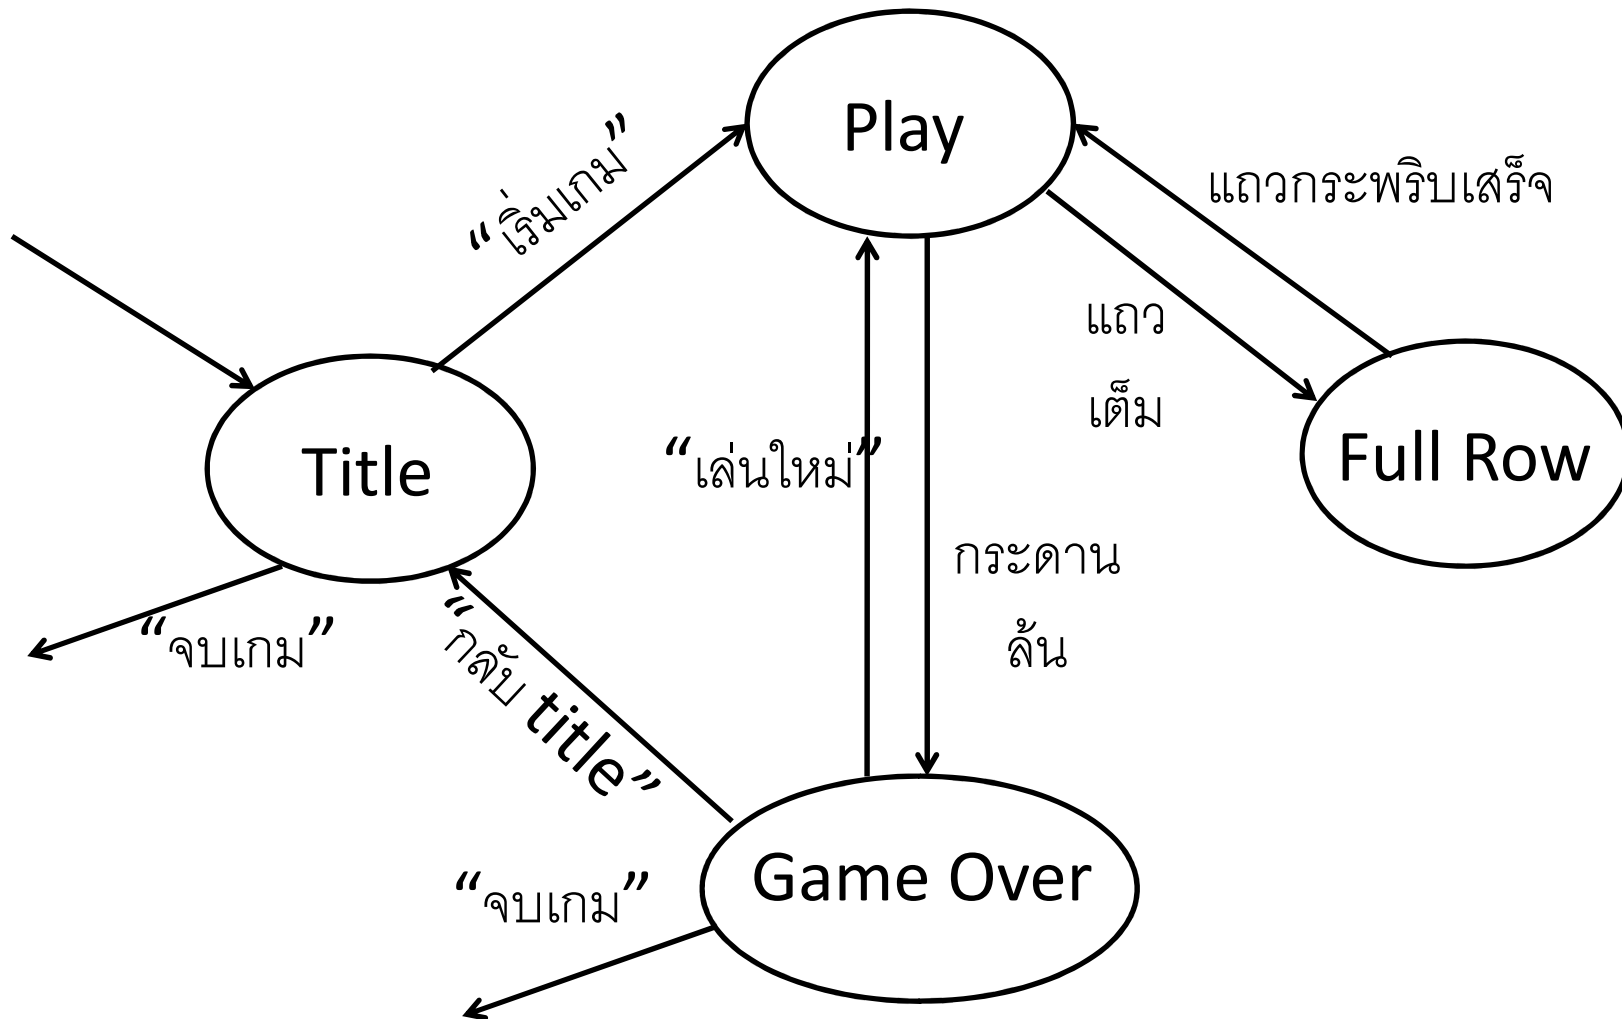 Play
“เริ่มเกม”
แถวกระพริบเสร็จ
แถว
เต็ม
Title
“เล่นใหม่”
Full Row
กระดาน
ล้น
“จบเกม”
“กลับ title”
Game Over
“จบเกม”